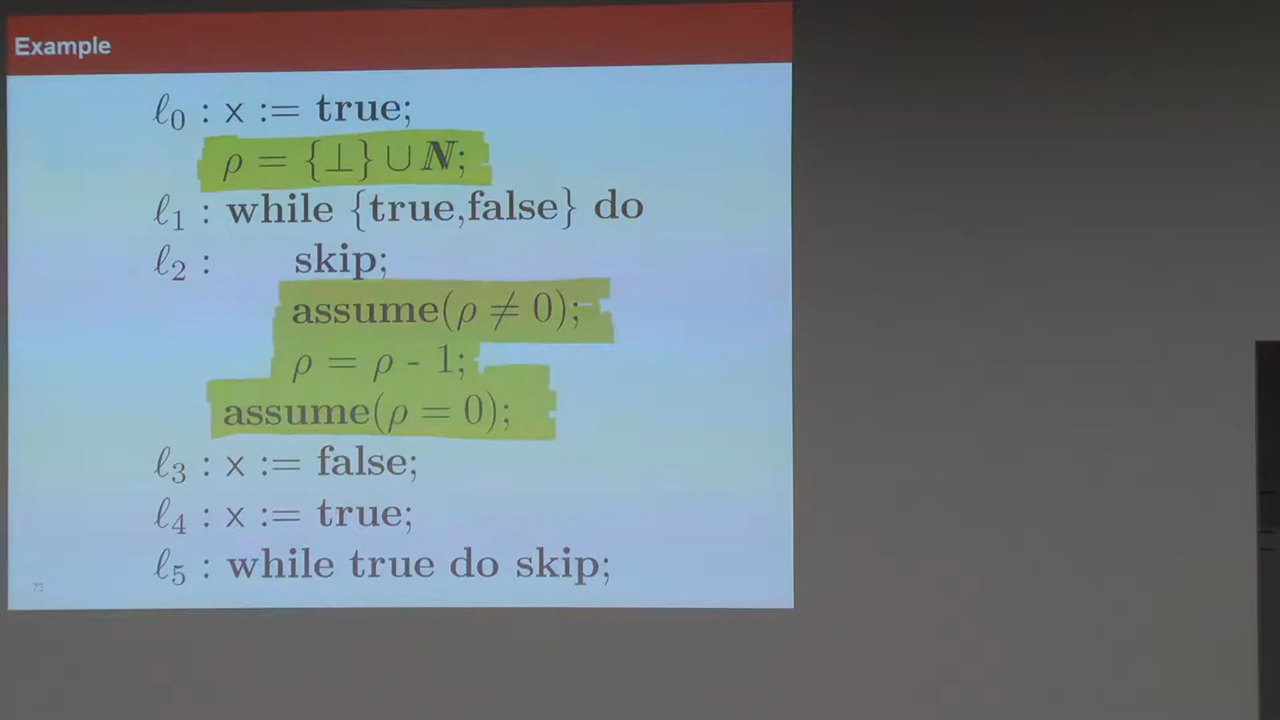 Example
ℓ₀ : x := true;
ρ = {⊥} ∪ ℕ;
ℓ₁ : while {true,false} do
ℓ₂ : skip;
assume(ρ ≠ 0);
ρ = ρ - 1;
assume(ρ = 0);
ℓ₃ : x := false;
ℓ₄ : x := true;
ℓ₅ : while true do skip;